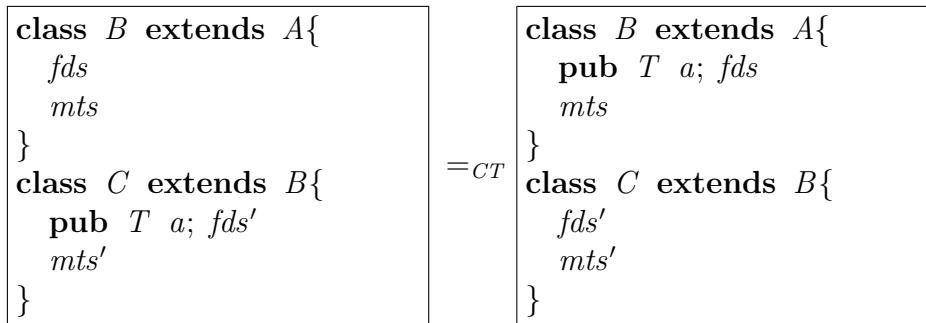 class B extends A{
fds
mts
}
class C extends B{
pub T a; fds′
mts′
}
=CT
class B extends A{
pub T a; fds
mts
}
class C extends B{
fds′
mts′
}